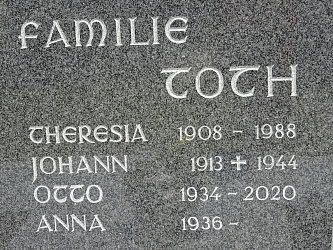 FAMILIE
TOTH
THERESIA 1908 - 1988
JOHANN 1913 ✝ 1944
OTTO 1934 - 2020
ANNA 1936 -